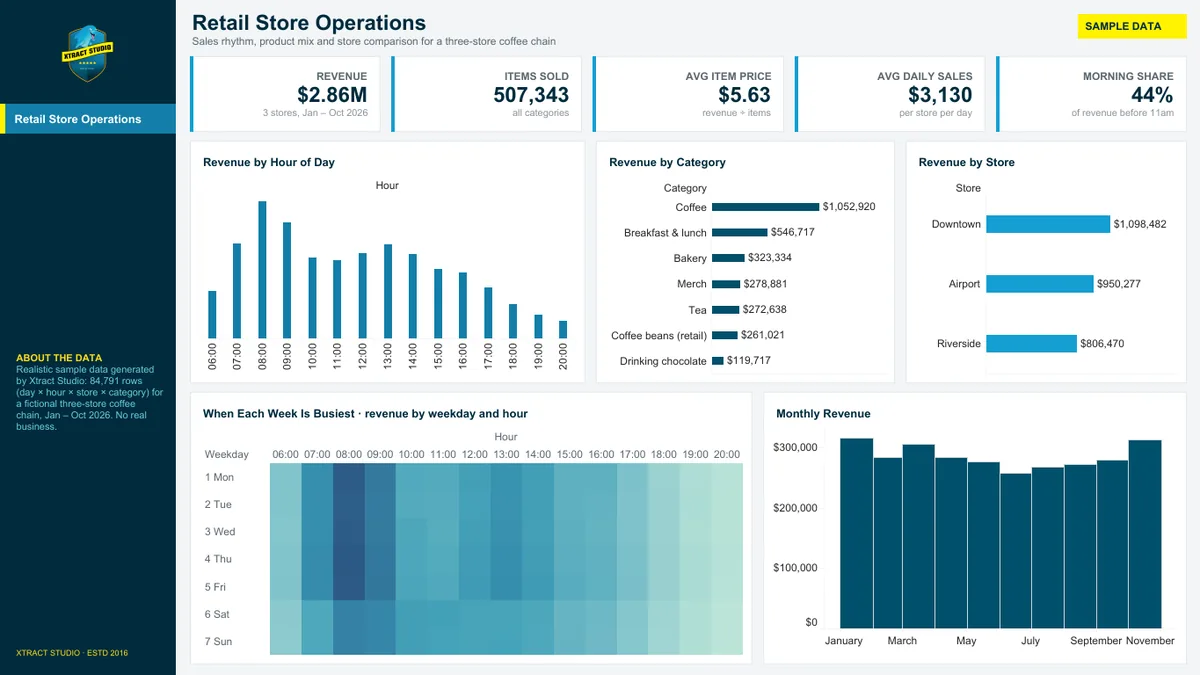 XTRACT STUDIO
Retail Store Operations
ABOUT THE DATA
Realistic sample data generated
by Xtract Studio: 84,791 rows
(day × hour × store × category) for
a fictional three-store coffee
chain, Jan – Oct 2026. No real
business.
XTRACT STUDIO · ESTD 2016
Retail Store Operations
Sales rhythm, product mix and store comparison for a three-store coffee chain
SAMPLE DATA
REVENUE
$2.86M
3 stores, Jan – Oct 2026
ITEMS SOLD
507,343
all categories
AVG ITEM PRICE
$5.63
revenue ÷ items
AVG DAILY SALES
$3,130
per store per day
MORNING SHARE
44%
of revenue before 11am
Revenue by Hour of Day
Hour
06:00 07:00 08:00 09:00 10:00 11:00 12:00 13:00 14:00 15:00 16:00 17:00 18:00 19:00 20:00
Revenue by Category
Category
Coffee $1,052,920
Breakfast & lunch $546,717
Bakery $323,334
Merch $278,881
Tea $272,638
Coffee beans (retail) $261,021
Drinking chocolate $119,717
Revenue by Store
Store
Downtown $1,098,482
Airport $950,277
Riverside $806,470
When Each Week Is Busiest · revenue by weekday and hour
Hour
Weekday 06:00 07:00 08:00 09:00 10:00 11:00 12:00 13:00 14:00 15:00 16:00 17:00 18:00 19:00 20:00
1 Mon
2 Tue
3 Wed
4 Thu
5 Fri
6 Sat
7 Sun
Monthly Revenue
$300,000
$200,000
$100,000
$0
January March May July September November